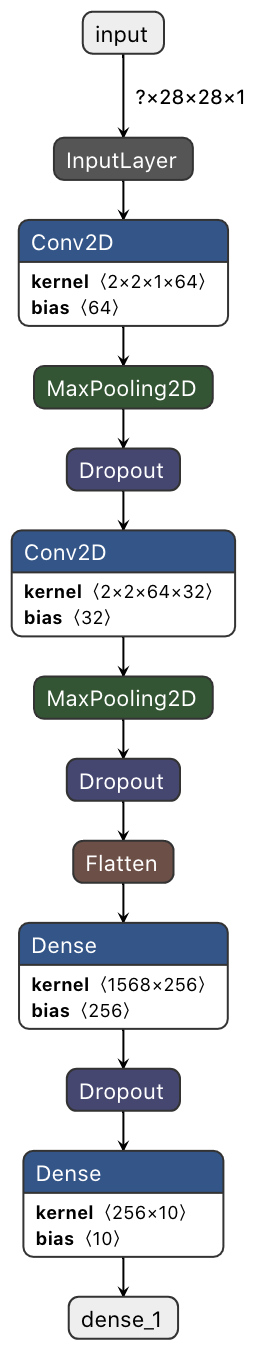 input
?×28×28×1
InputLayer
Conv2D
kernel ⟨2×2×1×64⟩
bias ⟨64⟩
MaxPooling2D
Dropout
Conv2D
kernel ⟨2×2×64×32⟩
bias ⟨32⟩
MaxPooling2D
Dropout
Flatten
Dense
kernel ⟨1568×256⟩
bias ⟨256⟩
Dropout
Dense
kernel ⟨256×10⟩
bias ⟨10⟩
dense_1